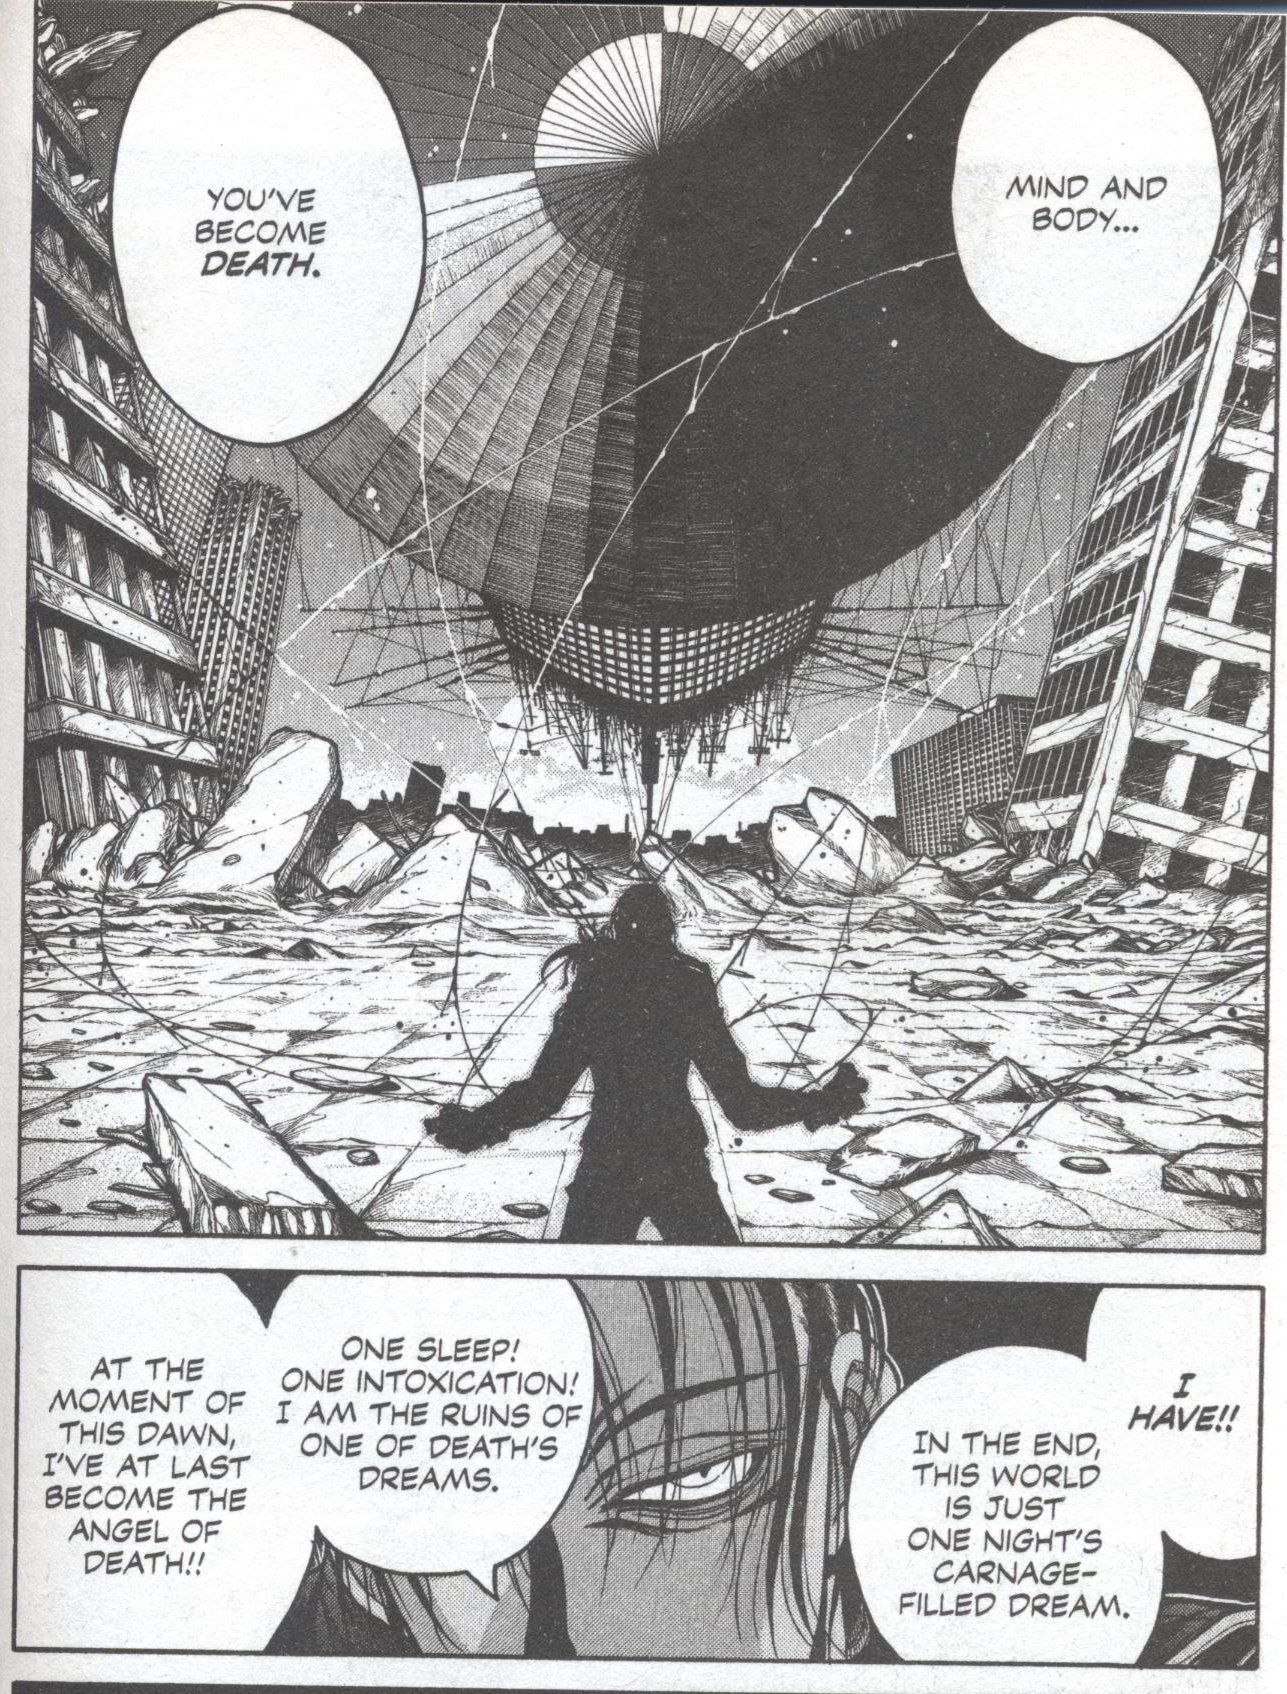 MIND AND
BODY...
YOU'VE
BECOME
DEATH.
I
HAVE!!
IN THE END,
THIS WORLD
IS JUST
ONE NIGHT'S
CARNAGE-
FILLED DREAM.
ONE SLEEP!
ONE INTOXICATION!
I AM THE RUINS OF
ONE OF DEATH'S
DREAMS.
AT THE
MOMENT OF
THIS DAWN,
I'VE AT LAST
BECOME THE
ANGEL OF
DEATH!!